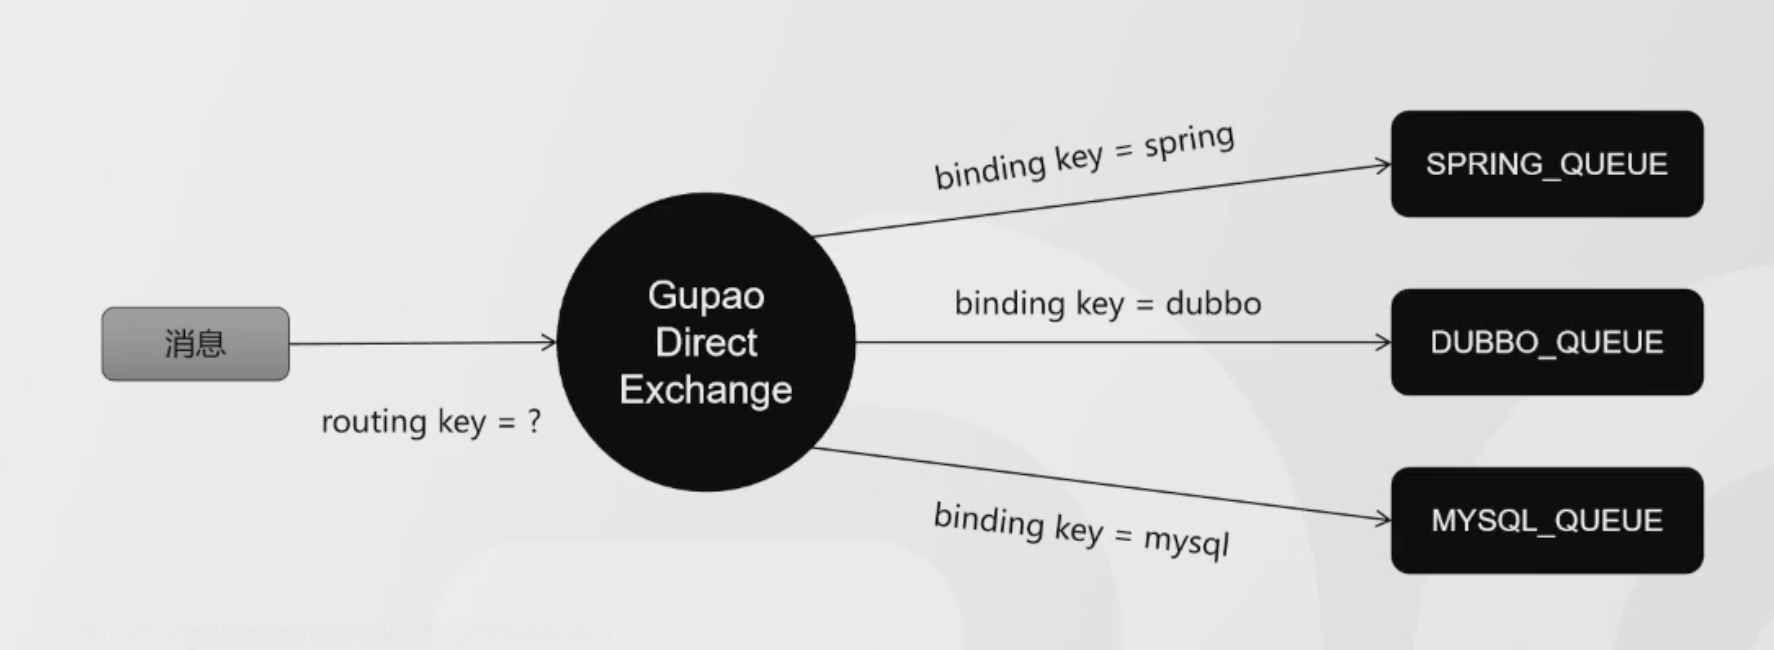 消息
routing key = ?
Gupao
Direct
Exchange
binding key = spring
SPRING_QUEUE
binding key = dubbo
DUBBO_QUEUE
binding key = mysql
MYSQL_QUEUE